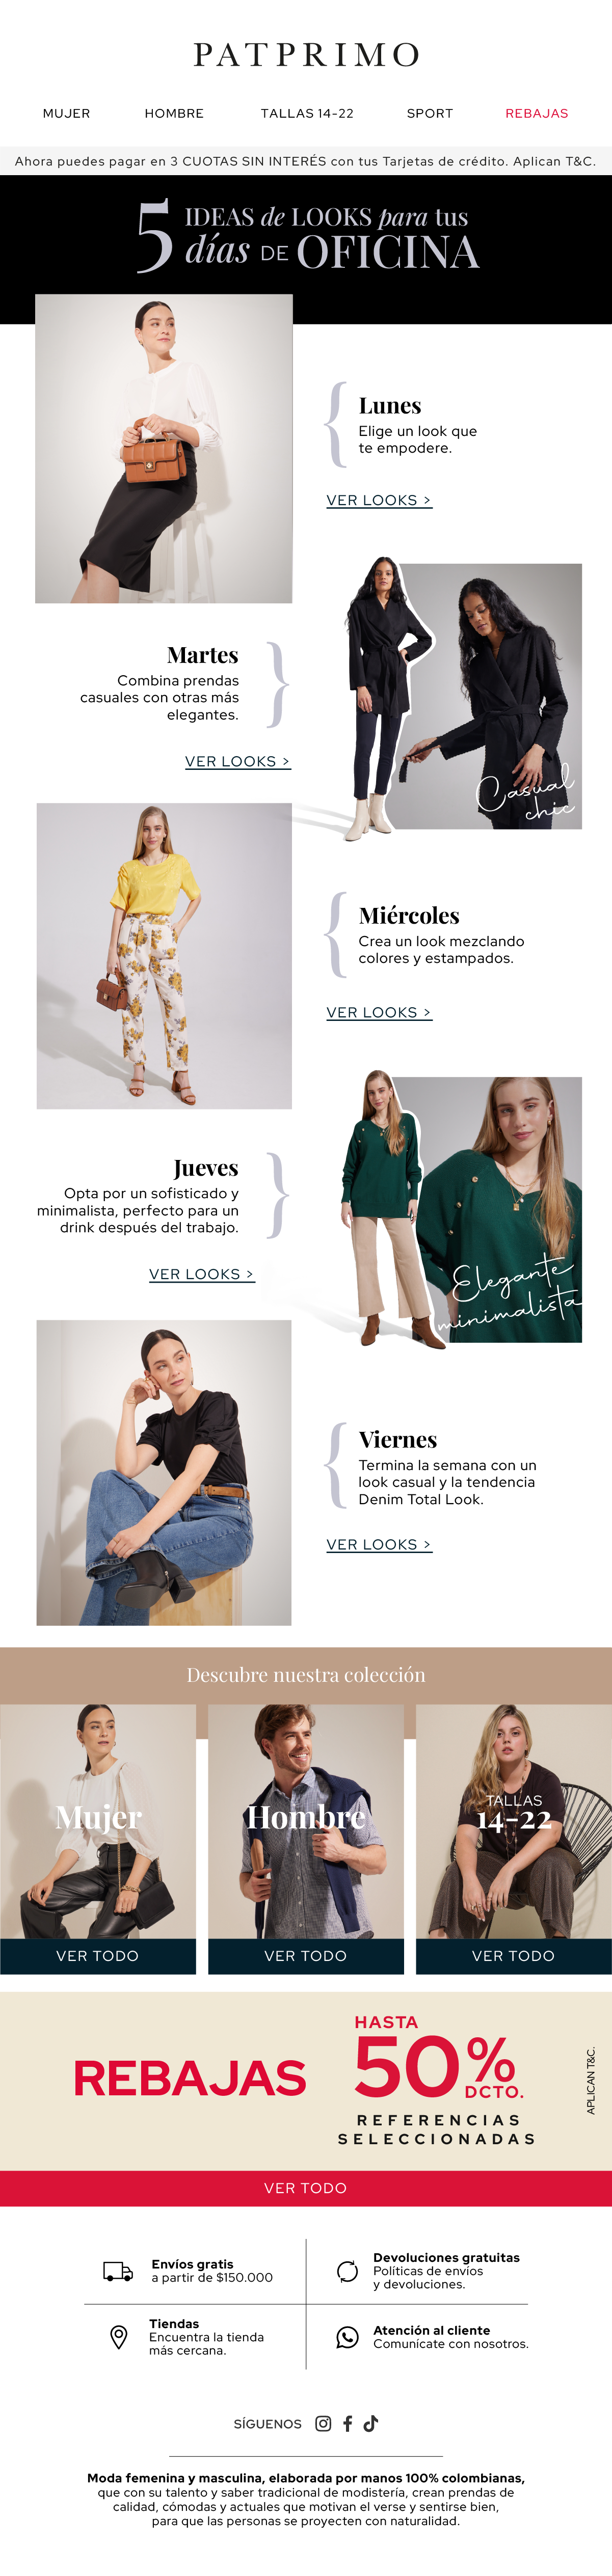 PATPRIMO
MUJER HOMBRE TALLAS 14-22 SPORT REBAJAS
Ahora puedes pagar en 3 CUOTAS SIN INTERÉS con tus Tarjetas de crédito. Aplican T&C.
5 IDEAS de LOOKS para tus
días DE OFICINA
Lunes
Elige un look que
te empodere.
VER LOOKS >
Martes
Combina prendas
casuales con otras más
elegantes.
VER LOOKS >
Casual
chic
Miércoles
Crea un look mezclando
colores y estampados.
VER LOOKS >
Jueves
Opta por un sofisticado y
minimalista, perfecto para un
drink después del trabajo.
VER LOOKS >
Elegante
minimalista
Viernes
Termina la semana con un
look casual y la tendencia
Denim Total Look.
VER LOOKS >
Descubre nuestra colección
Mujer
VER TODO
Hombre
VER TODO
TALLAS
14-22
VER TODO
REBAJAS
HASTA
50%
DCTO.
REFERENCIAS
SELECCIONADAS
APLICAN T&C.
VER TODO
Envíos gratis
a partir de $150.000
Devoluciones gratuitas
Políticas de envíos
y devoluciones.
Tiendas
Encuentra la tienda
más cercana.
Atención al cliente
Comunícate con nosotros.
SÍGUENOS
Moda femenina y masculina, elaborada por manos 100% colombianas,
que con su talento y saber tradicional de modistería, crean prendas de
calidad, cómodas y actuales que motivan el verse y sentirse bien,
para que las personas se proyecten con naturalidad.